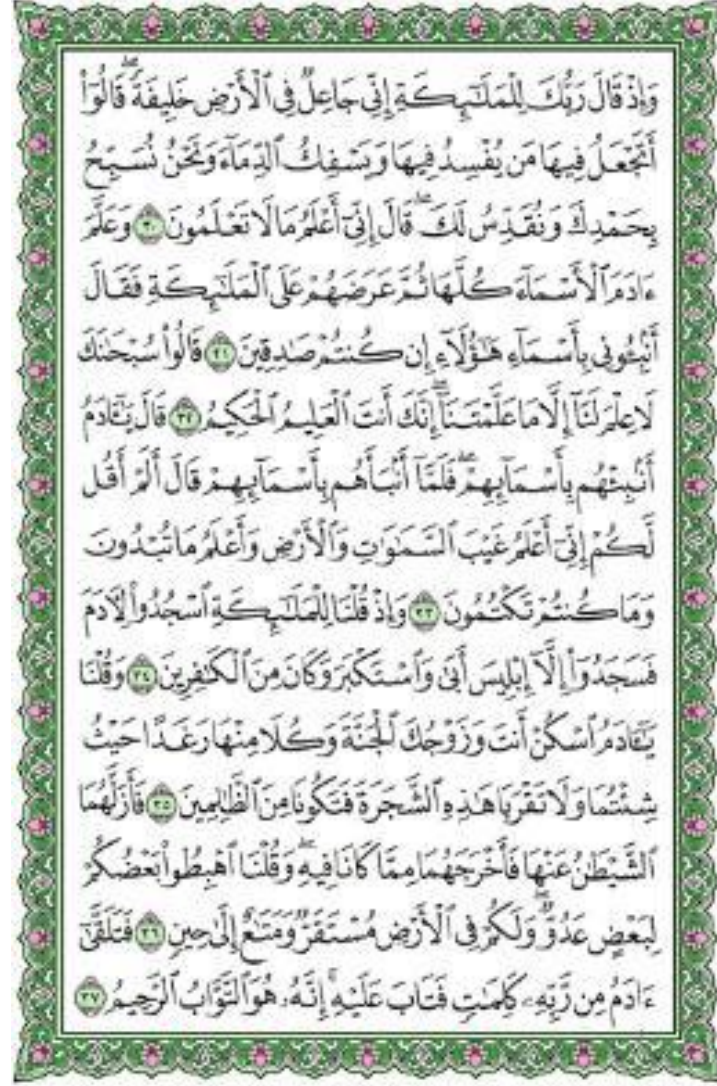 وَإِذْ قَالَ رَبُّكَ لِلْمَلَـٰٓئِكَةِ إِنِّى جَاعِلٌ فِى ٱلْأَرْضِ خَلِيفَةً ۖ قَالُوٓا۟
أَتَجْعَلُ فِيهَا مَن يُفْسِدُ فِيهَا وَيَسْفِكُ ٱلدِّمَآءَ وَنَحْنُ نُسَبِّحُ
بِحَمْدِكَ وَنُقَدِّسُ لَكَ ۖ قَالَ إِنِّىٓ أَعْلَمُ مَا لَا تَعْلَمُونَ ٣٠ وَعَلَّمَ
ءَادَمَ ٱلْأَسْمَآءَ كُلَّهَا ثُمَّ عَرَضَهُمْ عَلَى ٱلْمَلَـٰٓئِكَةِ فَقَالَ
أَنۢبِـُٔونِى بِأَسْمَآءِ هَـٰٓؤُلَآءِ إِن كُنتُمْ صَـٰدِقِينَ ٣١ قَالُوا۟ سُبْحَـٰنَكَ
لَا عِلْمَ لَنَآ إِلَّا مَا عَلَّمْتَنَآ ۖ إِنَّكَ أَنتَ ٱلْعَلِيمُ ٱلْحَكِيمُ ٣٢ قَالَ يَـٰٓـَٔادَمُ
أَنۢبِئْهُم بِأَسْمَآئِهِمْ ۖ فَلَمَّآ أَنۢبَأَهُم بِأَسْمَآئِهِمْ قَالَ أَلَمْ أَقُل
لَّكُمْ إِنِّىٓ أَعْلَمُ غَيْبَ ٱلسَّمَـٰوَٰتِ وَٱلْأَرْضِ وَأَعْلَمُ مَا تُبْدُونَ
وَمَا كُنتُمْ تَكْتُمُونَ ٣٣ وَإِذْ قُلْنَا لِلْمَلَـٰٓئِكَةِ ٱسْجُدُوا۟ لِـَٔادَمَ
فَسَجَدُوٓا۟ إِلَّآ إِبْلِيسَ أَبَىٰ وَٱسْتَكْبَرَ وَكَانَ مِنَ ٱلْكَـٰفِرِينَ ٣٤ وَقُلْنَا
يَـٰٓـَٔادَمُ ٱسْكُنْ أَنتَ وَزَوْجُكَ ٱلْجَنَّةَ وَكُلَا مِنْهَا رَغَدًا حَيْثُ
شِئْتُمَا وَلَا تَقْرَبَا هَـٰذِهِ ٱلشَّجَرَةَ فَتَكُونَا مِنَ ٱلظَّـٰلِمِينَ ٣٥ فَأَزَلَّهُمَا
ٱلشَّيْطَـٰنُ عَنْهَا فَأَخْرَجَهُمَا مِمَّا كَانَا فِيهِ ۖ وَقُلْنَا ٱهْبِطُوا۟ بَعْضُكُمْ
لِبَعْضٍ عَدُوٌّ ۖ وَلَكُمْ فِى ٱلْأَرْضِ مُسْتَقَرٌّ وَمَتَـٰعٌ إِلَىٰ حِينٍ ٣٦ فَتَلَقَّىٰٓ
ءَادَمُ مِن رَّبِّهِۦ كَلِمَـٰتٍ فَتَابَ عَلَيْهِ ۚ إِنَّهُۥ هُوَ ٱلتَّوَّابُ ٱلرَّحِيمُ ٣٧